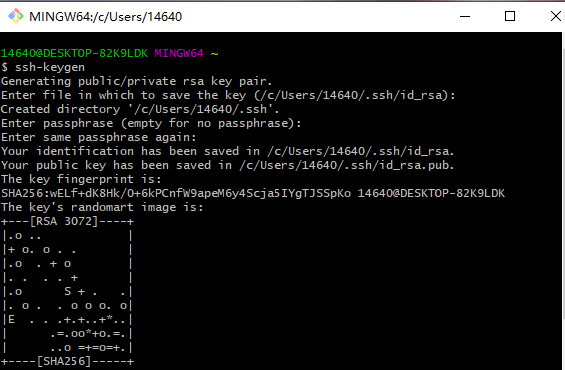 MINGW64:/c/Users/14640
14640@DESKTOP-82K9LDK MINGW64 ~
$ ssh-keygen
Generating public/private rsa key pair.
Enter file in which to save the key (/c/Users/14640/.ssh/id_rsa):
Created directory '/c/Users/14640/.ssh'.
Enter passphrase (empty for no passphrase):
Enter same passphrase again:
Your identification has been saved in /c/Users/14640/.ssh/id_rsa.
Your public key has been saved in /c/Users/14640/.ssh/id_rsa.pub.
The key fingerprint is:
SHA256:wELf+dK8Hk/O+6kPCnfW9apeM6y4Scja5IYgTJSSpKo 14640@DESKTOP-82K9LDK
The key's randomart image is:
+---[RSA 3072]----+
|.o ..            |
|+ o. o . .       |
|.o  . + o        |
|. .  . . +       |
|.o      S + .   .|
|. o .  . o o o. o|
|E  . . .+.+..+*..|
|      .=.oo*+o.=.|
|      ..o =+=o=+.|
+----[SHA256]-----+